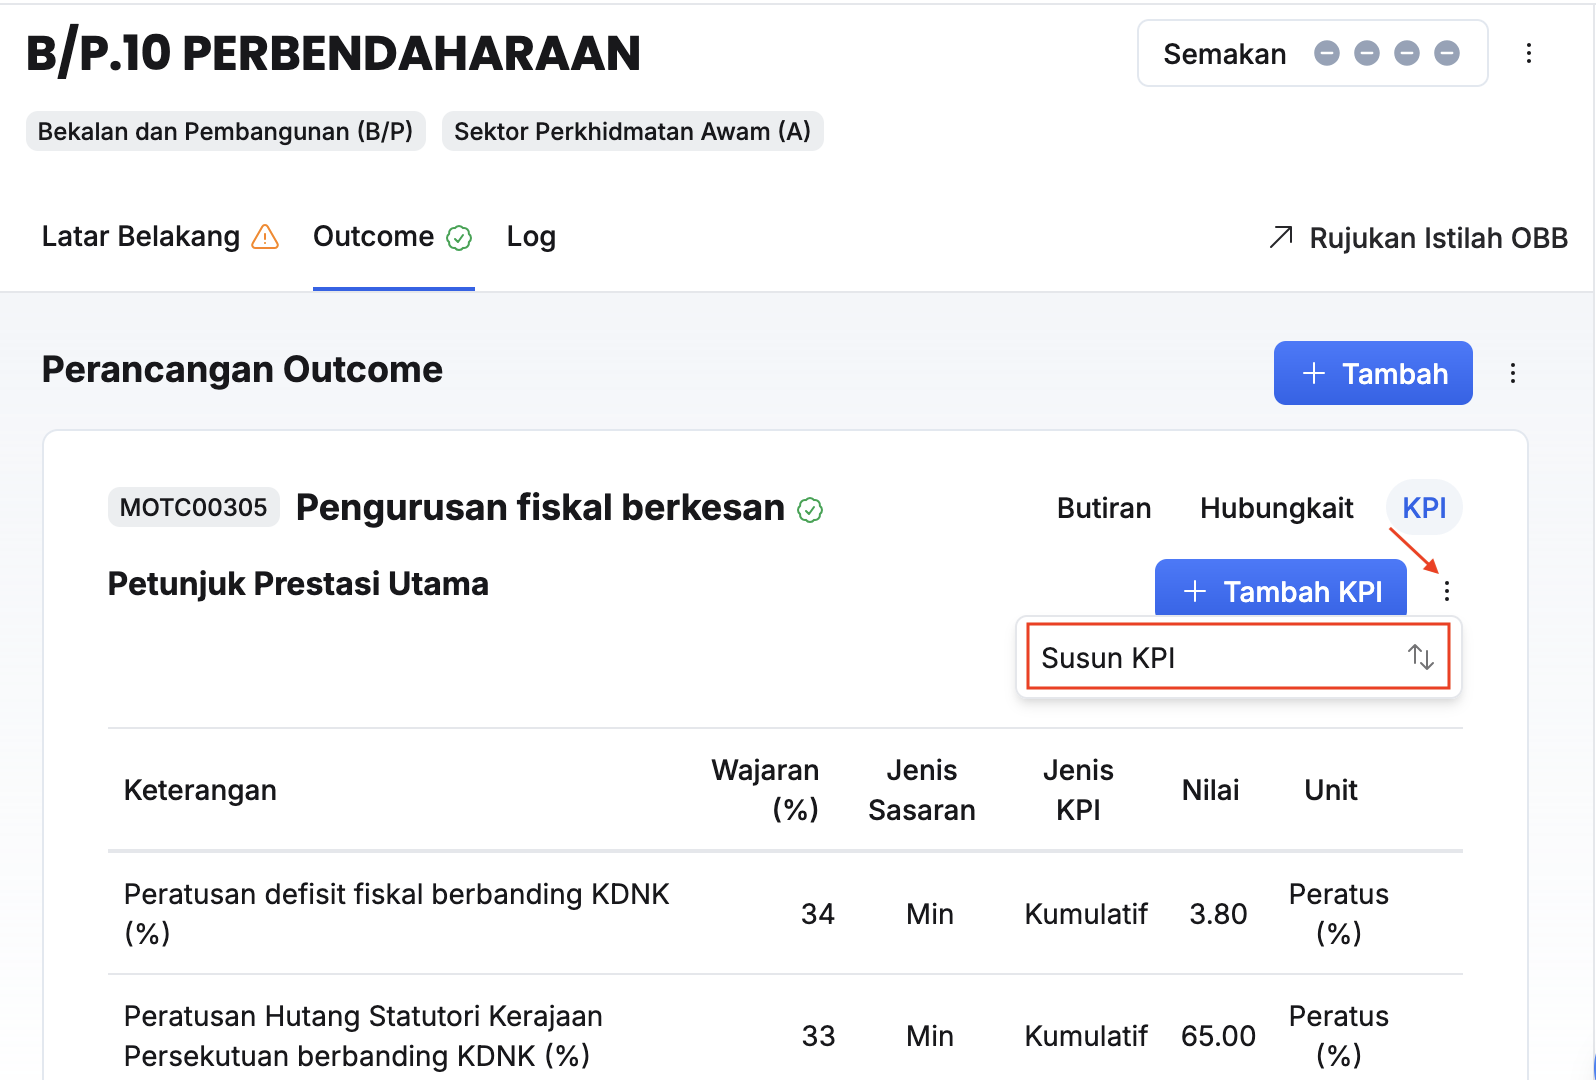 B/P.10 PERBENDAHARAAN
Semakan
Bekalan dan Pembangunan (B/P)
Sektor Perkhidmatan Awam (A)
Latar Belakang
Outcome
Log
Rujukan Istilah OBB
Perancangan Outcome
+ Tambah
MOTC00305
Pengurusan fiskal berkesan
Butiran
Hubungkait
KPI
Petunjuk Prestasi Utama
+ Tambah KPI
Susun KPI
Keterangan
Wajaran
(%)
Jenis
Sasaran
Jenis
KPI
Nilai
Unit
Peratusan defisit fiskal berbanding KDNK
(%)
34
Min
Kumulatif
3.80
Peratus
(%)
Peratusan Hutang Statutori Kerajaan
Persekutuan berbanding KDNK (%)
33
Min
Kumulatif
65.00
Peratus
(%)